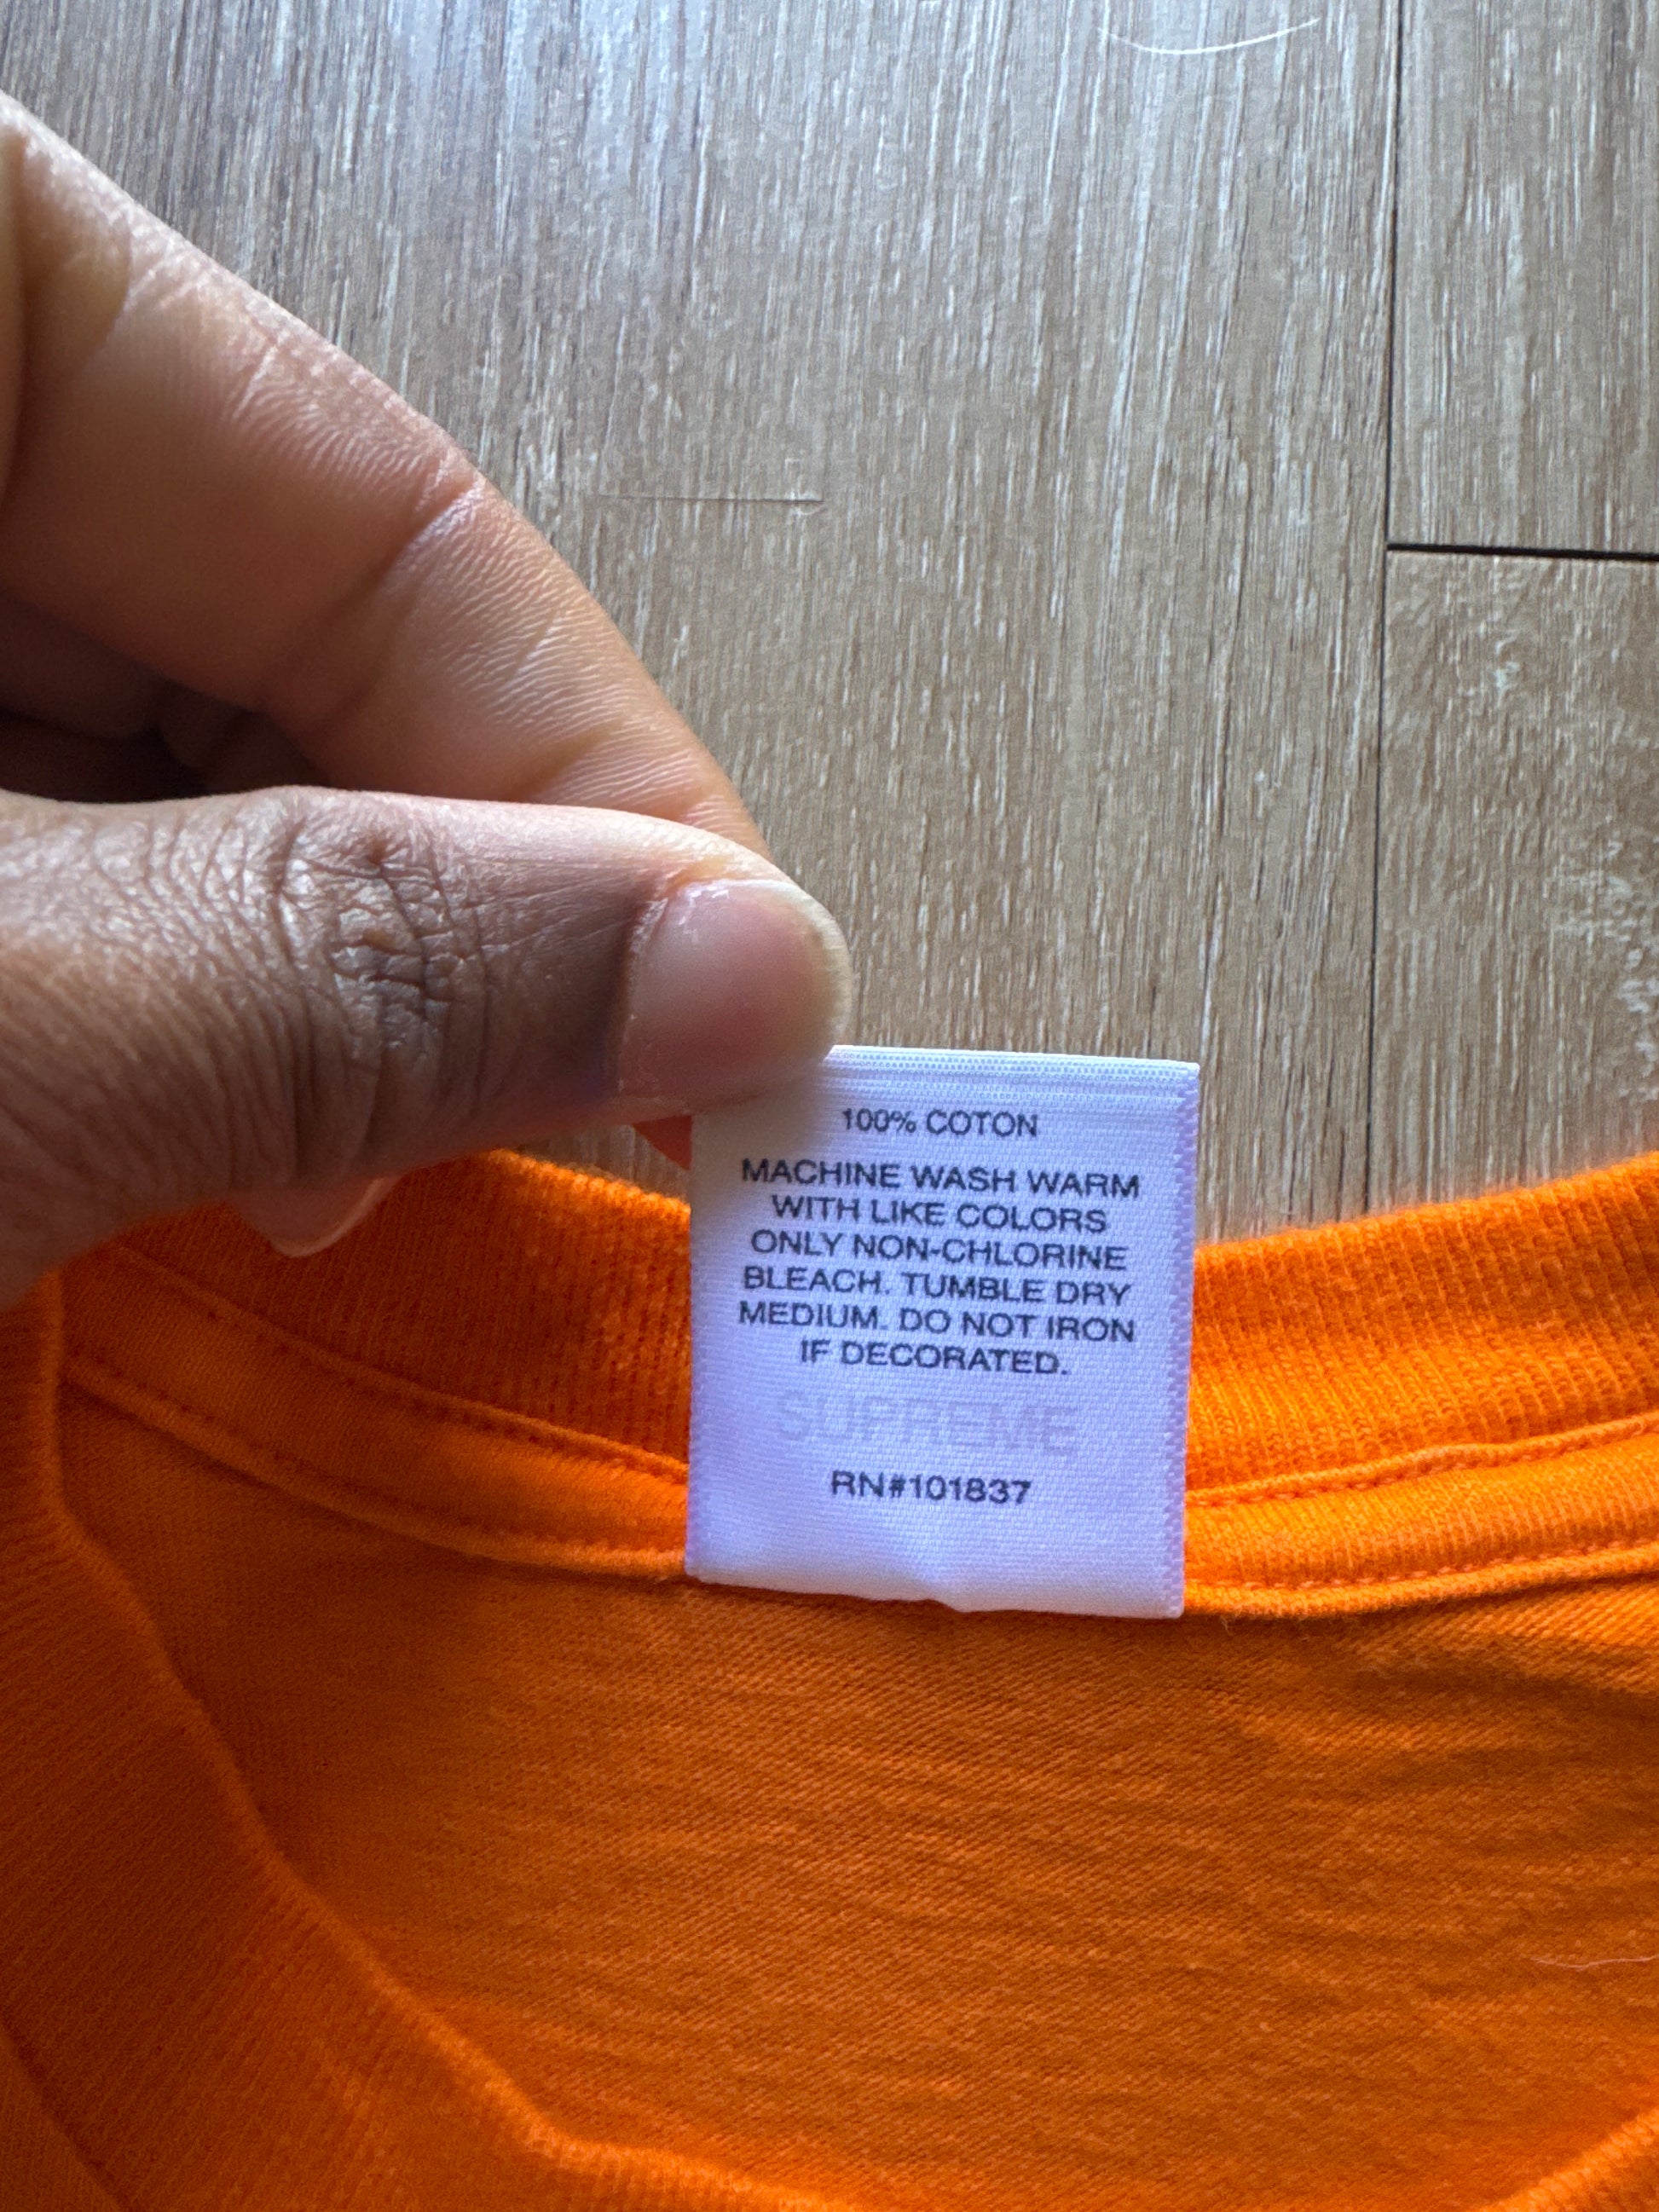 100% COTON
MACHINE WASH WARM
WITH LIKE COLORS
ONLY NON-CHLORINE
BLEACH. TUMBLE DRY
MEDIUM. DO NOT IRON
IF DECORATED.
SUPREME
RN#101837